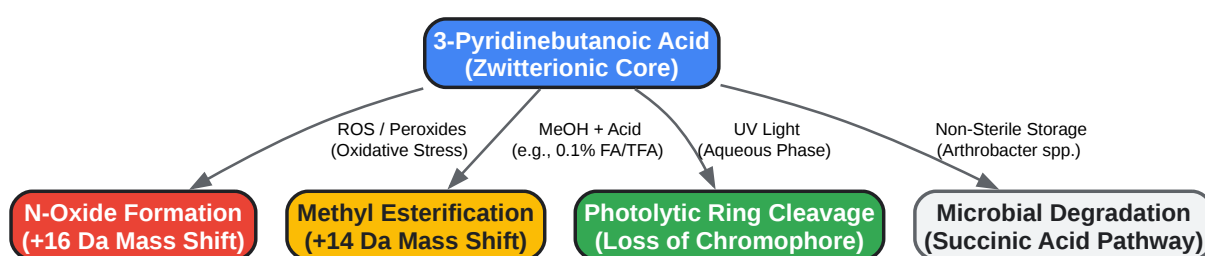 3-Pyridinebutanoic Acid
(Zwitterionic Core)
ROS / Peroxides
(Oxidative Stress)
MeOH + Acid
(e.g., 0.1% FA/TFA)
UV Light
(Aqueous Phase)
Non-Sterile Storage
(Arthrobacter spp.)
N-Oxide Formation
(+16 Da Mass Shift)
Methyl Esterification
(+14 Da Mass Shift)
Photolytic Ring Cleavage
(Loss of Chromophore)
Microbial Degradation
(Succinic Acid Pathway)